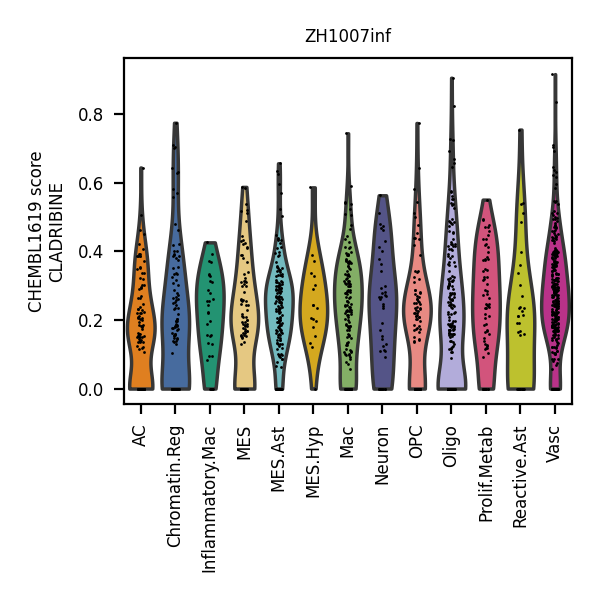 ZH1007inf
CHEMBL1619 score
CLADRIBINE
0.8
0.6
0.4
0.2
0.0
AC
Chromatin.Reg
Inflammatory.Mac
MES
MES.Ast
MES.Hyp
Mac
Neuron
OPC
Oligo
Prolif.Metab
Reactive.Ast
Vasc